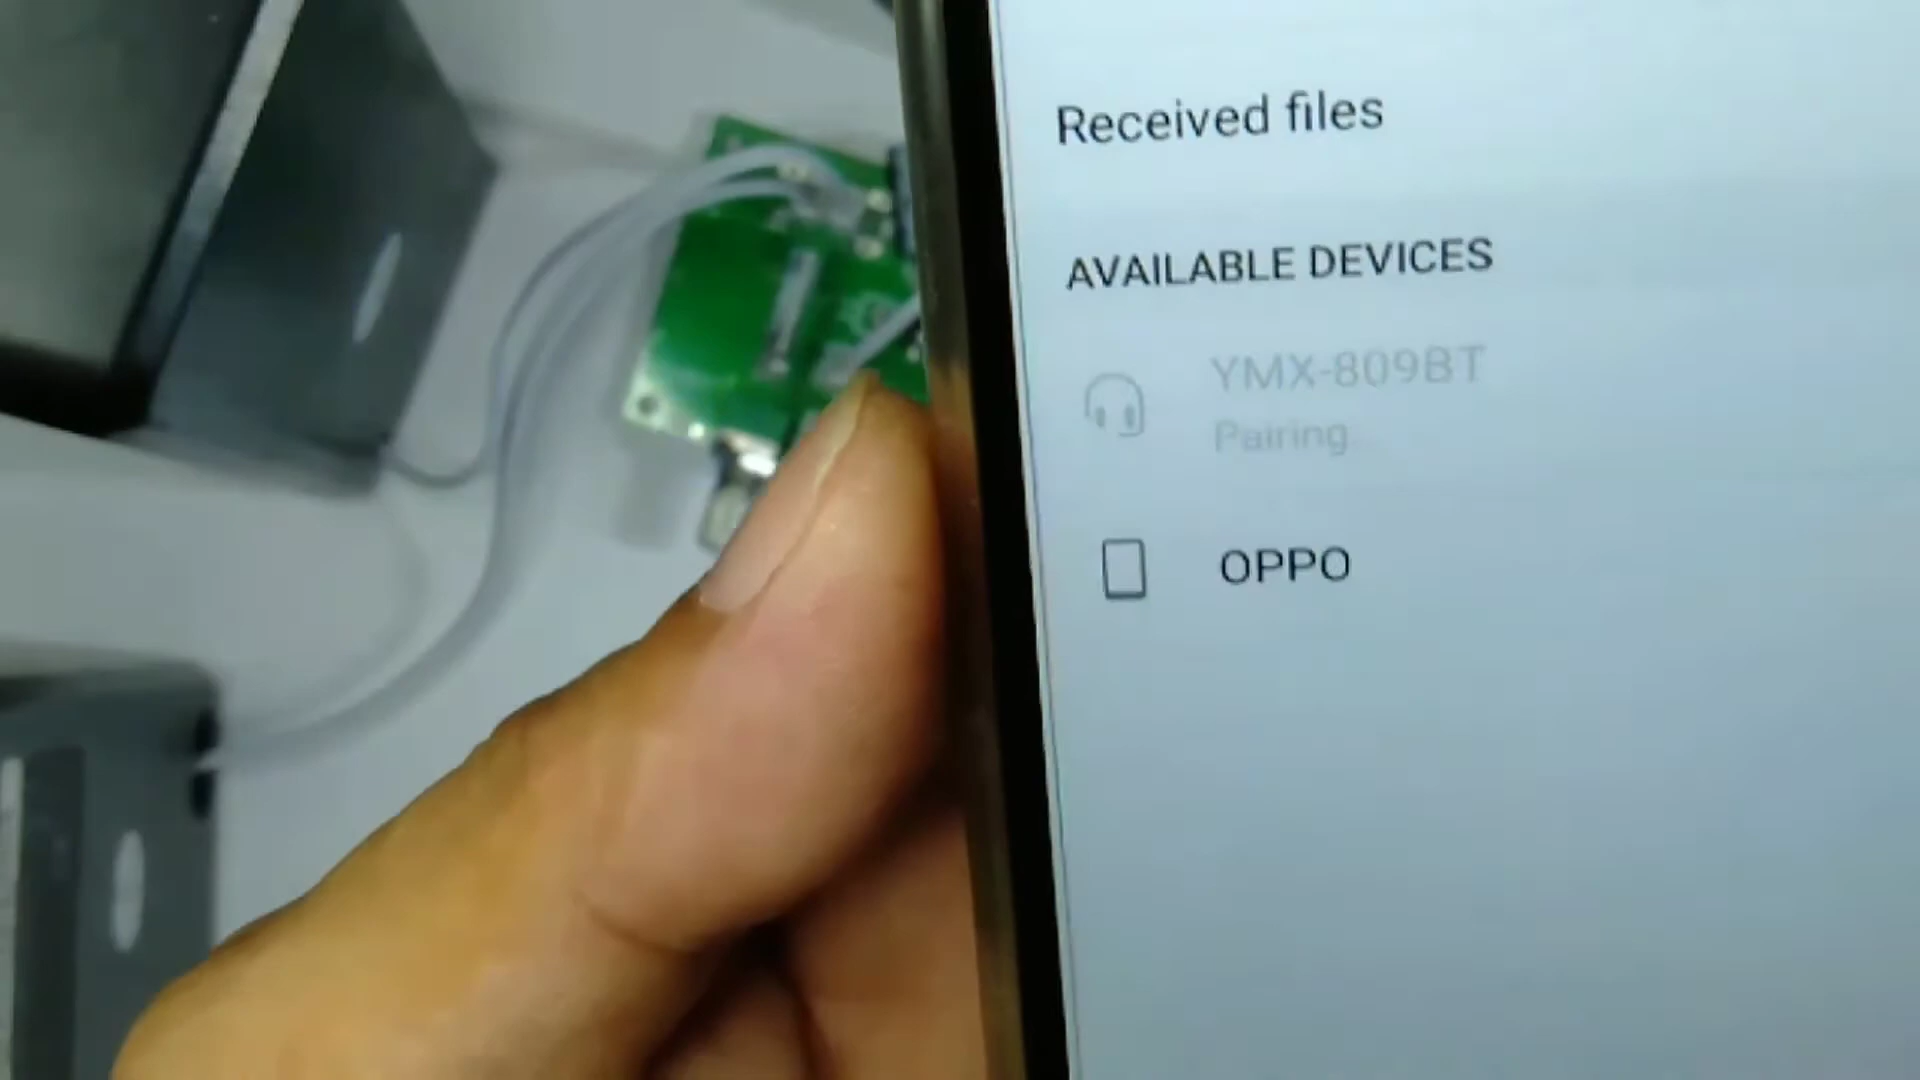 Received files
AVAILABLE DEVICES
YMX-809BT
Pairing...
OPPO